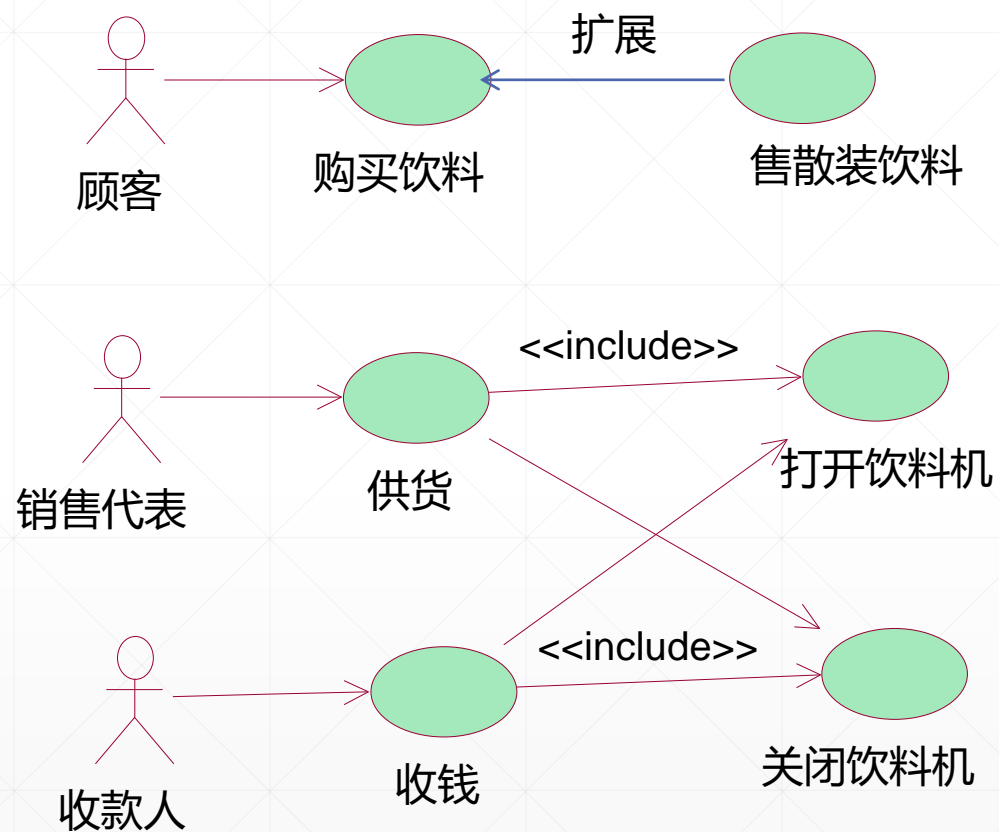 扩展
顾客
购买饮料
售散装饮料
<<include>>
销售代表
供货
打开饮料机
<<include>>
收款人
收钱
关闭饮料机